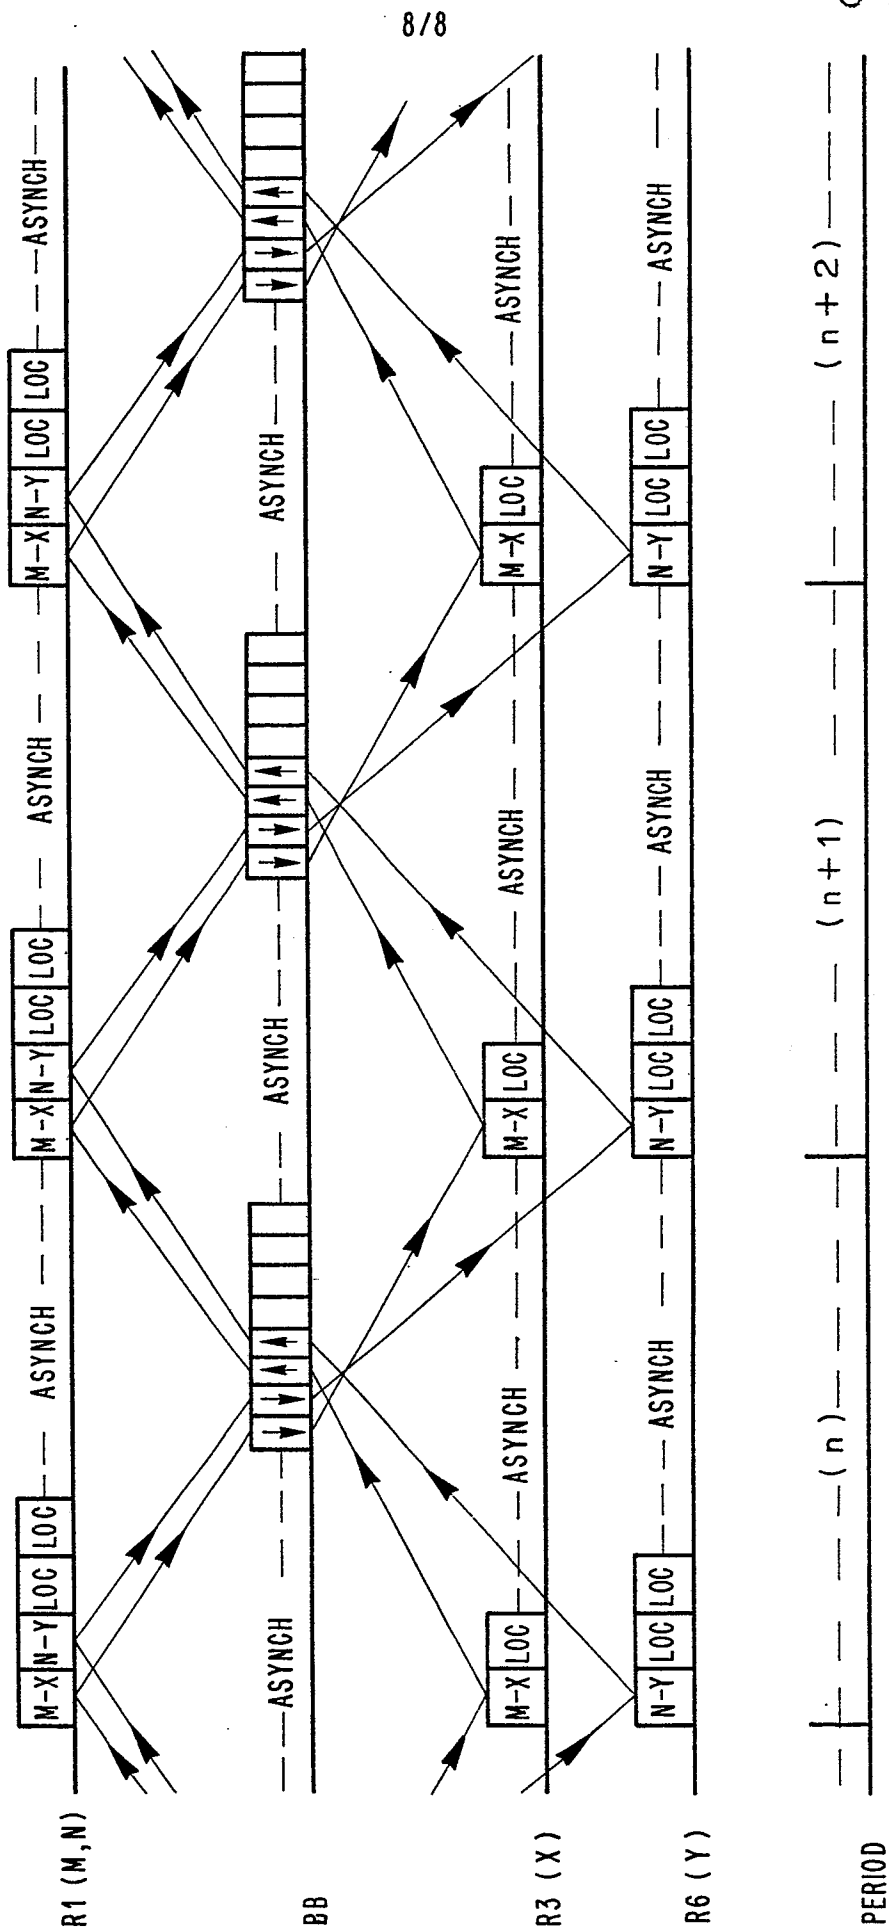 8/8
R1 (M,N) M-X N-Y LOC LOC ASYNCH M-X N-Y LOC LOC ASYNCH M-X N-Y LOC LOC ASYNCH
BB ASYNCH ASYNCH ASYNCH
R3 (X) M-X LOC ASYNCH M-X LOC ASYNCH M-X LOC ASYNCH
R6 (Y) N-Y LOC LOC ASYNCH N-Y LOC LOC ASYNCH N-Y LOC LOC ASYNCH
PERIOD (n) (n+1) (n+2)